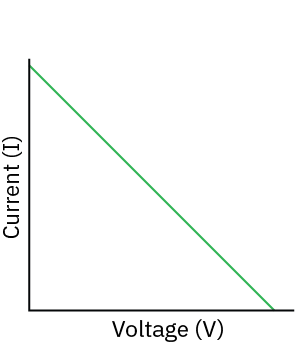 Current (I)
Voltage (V)